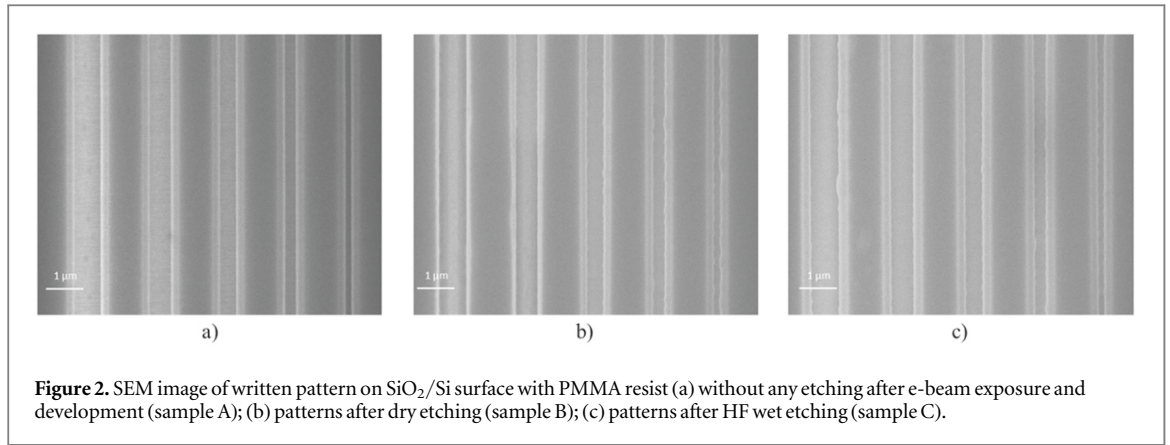 1 µm
1 µm
1 µm
a)
b)
c)
Figure 2. SEM image of written pattern on SiO₂/Si surface with PMMA resist (a) without any etching after e-beam exposure and
development (sample A); (b) patterns after dry etching (sample B); (c) patterns after HF wet etching (sample C).